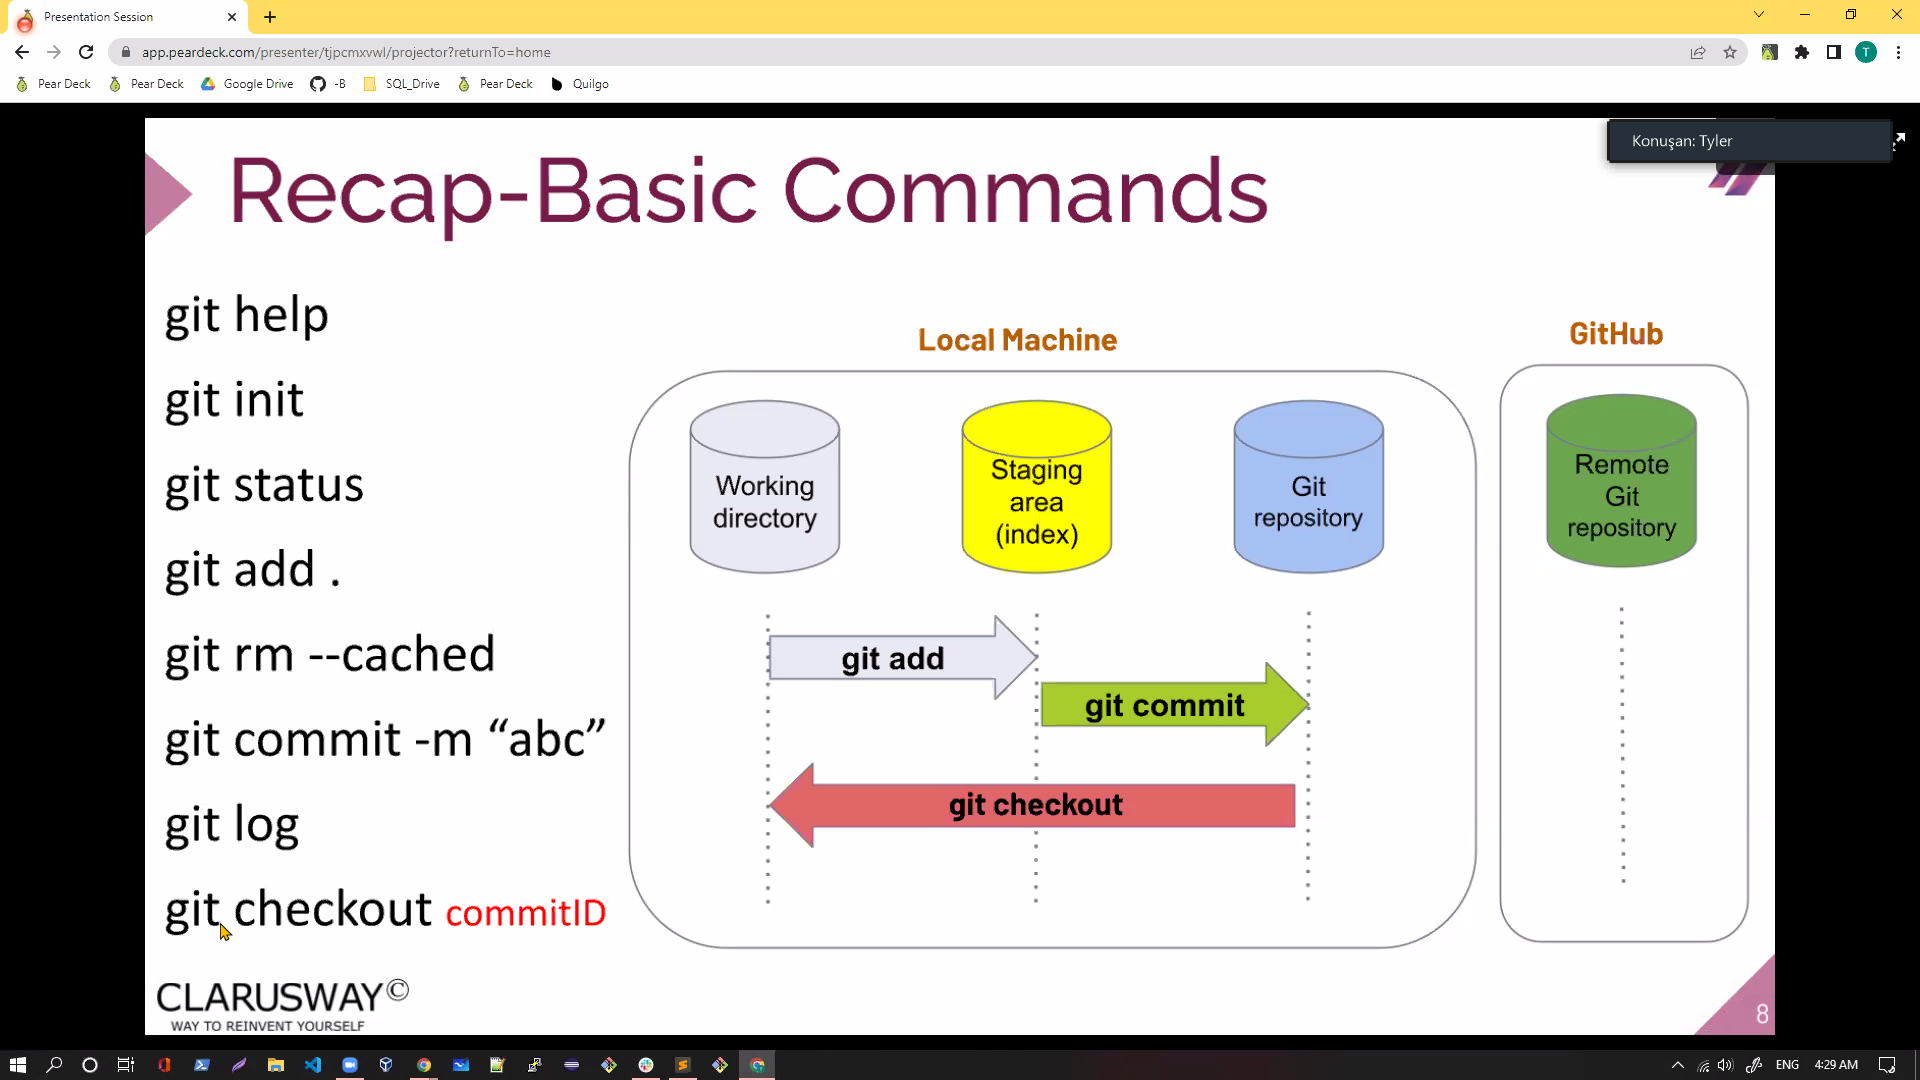 Presentation Session
app.peardeck.com/presenter/tjpcmxvwl/projector?returnTo=home
T
Pear Deck
Pear Deck
Google Drive
-B
SQL_Drive
Pear Deck
Quilgo
Konuşan: Tyler
Recap-Basic Commands
git help
git init
git status
git add .
git rm --cached
git commit -m “abc”
git log
git checkout commitID
Local Machine
GitHub
Working
directory
Staging
area
(index)
Git
repository
Remote
Git
repository
git add
git commit
git checkout
CLARUSWAY©
WAY TO REINVENT YOURSELF
8
ENG
4:29 AM